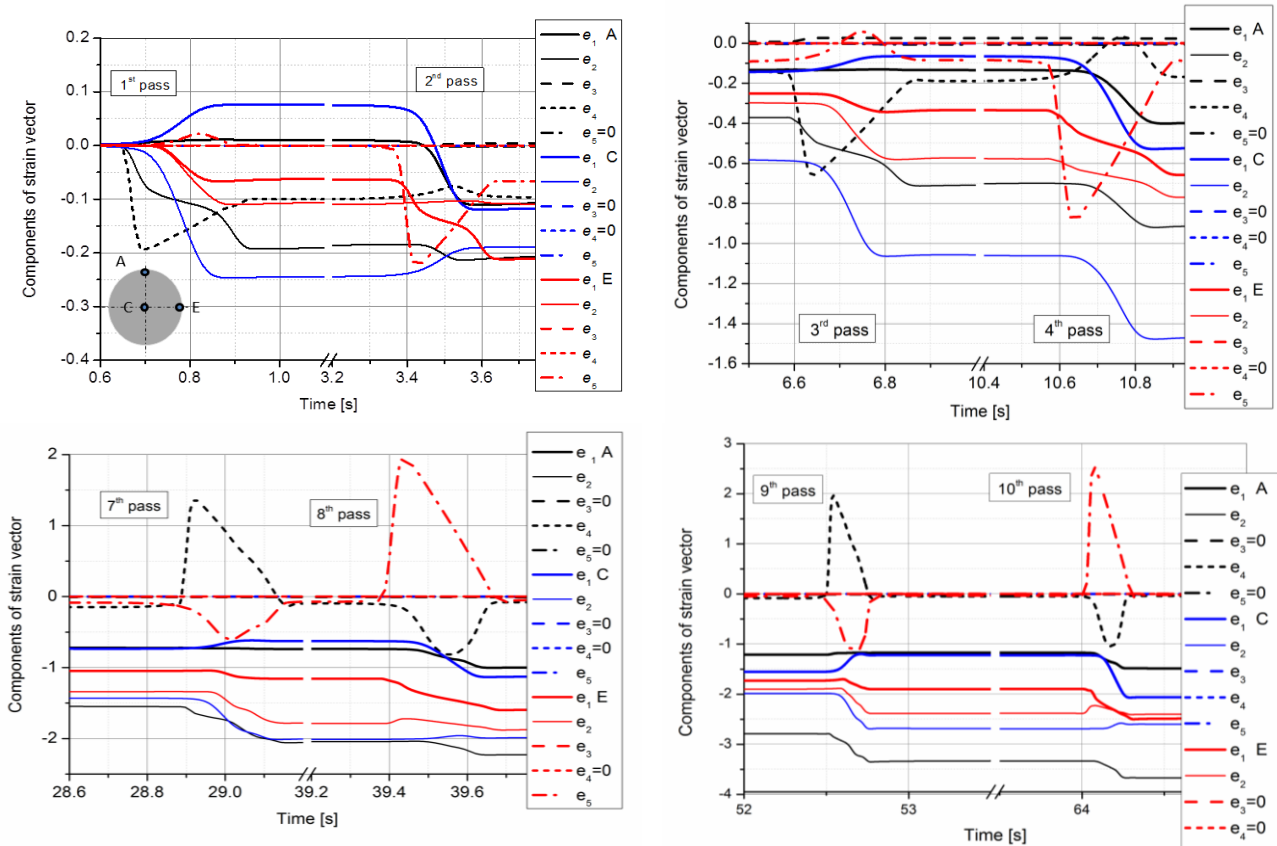 Components of strain vector
0.2
0.1
0.0
-0.1
-0.2
-0.3
-0.4
1st pass
2nd pass
A
C
E
0.6
0.8
1.0
3.2
3.4
3.6
Time [s]
e1 A
e2
e3
e4
e5=0
e1 C
e2
e3=0
e4=0
e5
e1 E
e2
e3
e4
e5
Components of strain vector
0.0
-0.2
-0.4
-0.6
-0.8
-1.0
-1.2
-1.4
-1.6
3rd pass
4th pass
6.6
6.8
10.4
10.6
10.8
Time [s]
e1 A
e2
e3
e4
e5=0
e1 C
e2
e3=0
e4=0
e5
e1 E
e2
e3
e4=0
e5
Components of strain vector
2
1
0
-1
-2
7th pass
8th pass
28.6
28.8
29.0
39.2
39.4
39.6
Time [s]
e1 A
e2
e3=0
e4
e5=0
e1 C
e2
e3=0
e4=0
e5
e1 E
e2
e3
e4=0
e5
Components of strain vector
3
2
1
0
-1
-2
-3
-4
9th pass
10th pass
52
53
64
Time [s]
e1 A
e2
e3=0
e4
e5=0
e1 C
e2
e3
e4
e5
e1 E
e2
e3=0
e4=0